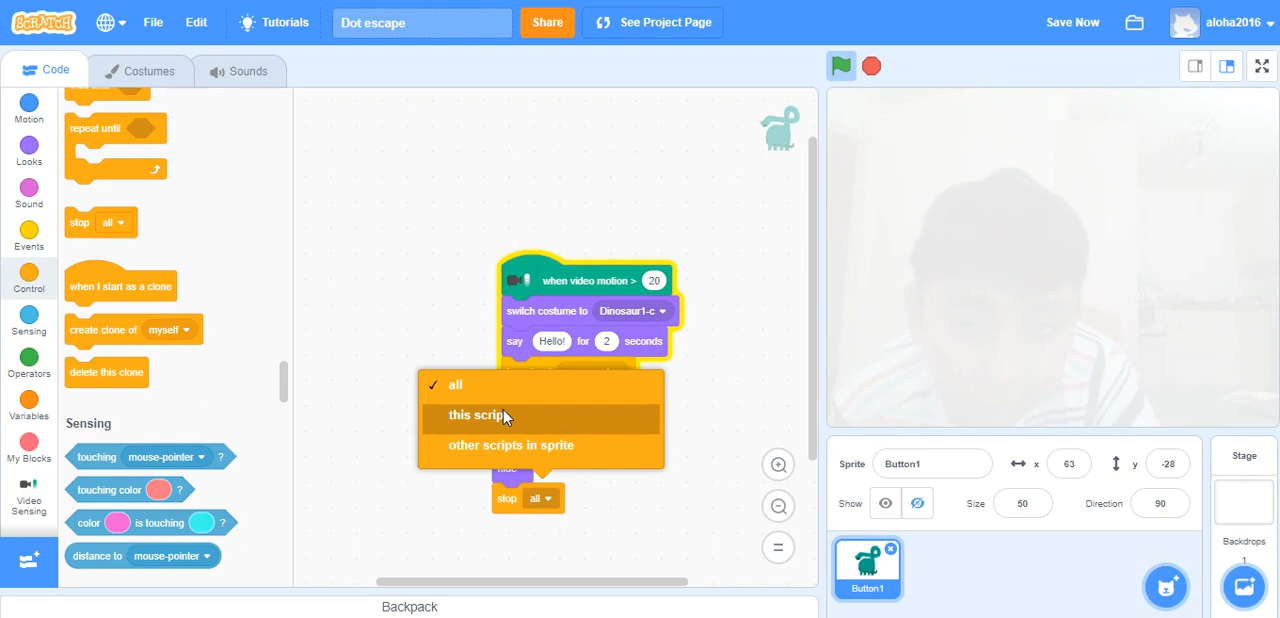 SCRATCH File Edit Tutorials Dot escape Share See Project Page Save Now aloha2016
Code Costumes Sounds
Motion
Looks
Sound
Events
Control
Sensing
Operators
Variables
My Blocks
Video
Sensing
repeat until
stop all
when I start as a clone
create clone of myself
delete this clone
Sensing
touching mouse-pointer ?
touching color ?
color is touching ?
distance to mouse-pointer
when video motion > 20
switch costume to Dinosaur1-c
say Hello! for 2 seconds
all
this script
other scripts in sprite
hide
stop all
Backpack
Sprite Button1 x 63 y -28
Show Size 50 Direction 90
Button1
Stage
Backdrops
1